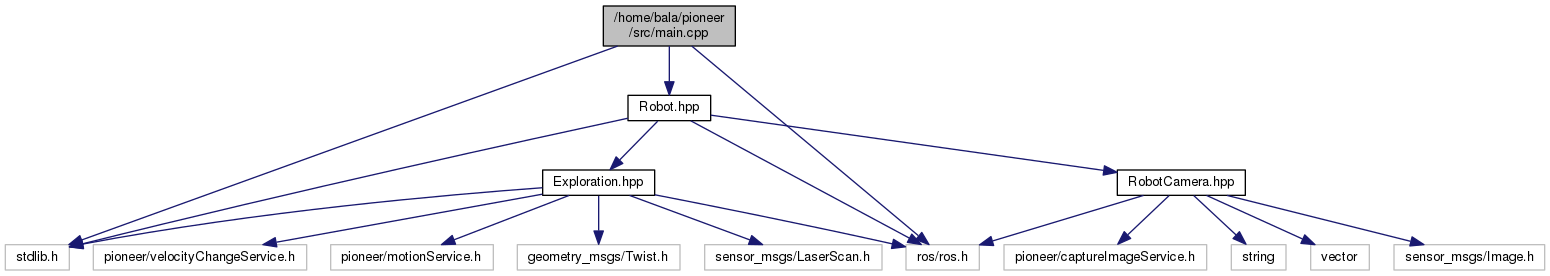 /home/bala/pioneer
/src/main.cpp
Robot.hpp
Exploration.hpp
RobotCamera.hpp
stdlib.h
pioneer/velocityChangeService.h
pioneer/motionService.h
geometry_msgs/Twist.h
sensor_msgs/LaserScan.h
ros/ros.h
pioneer/captureImageService.h
string
vector
sensor_msgs/Image.h